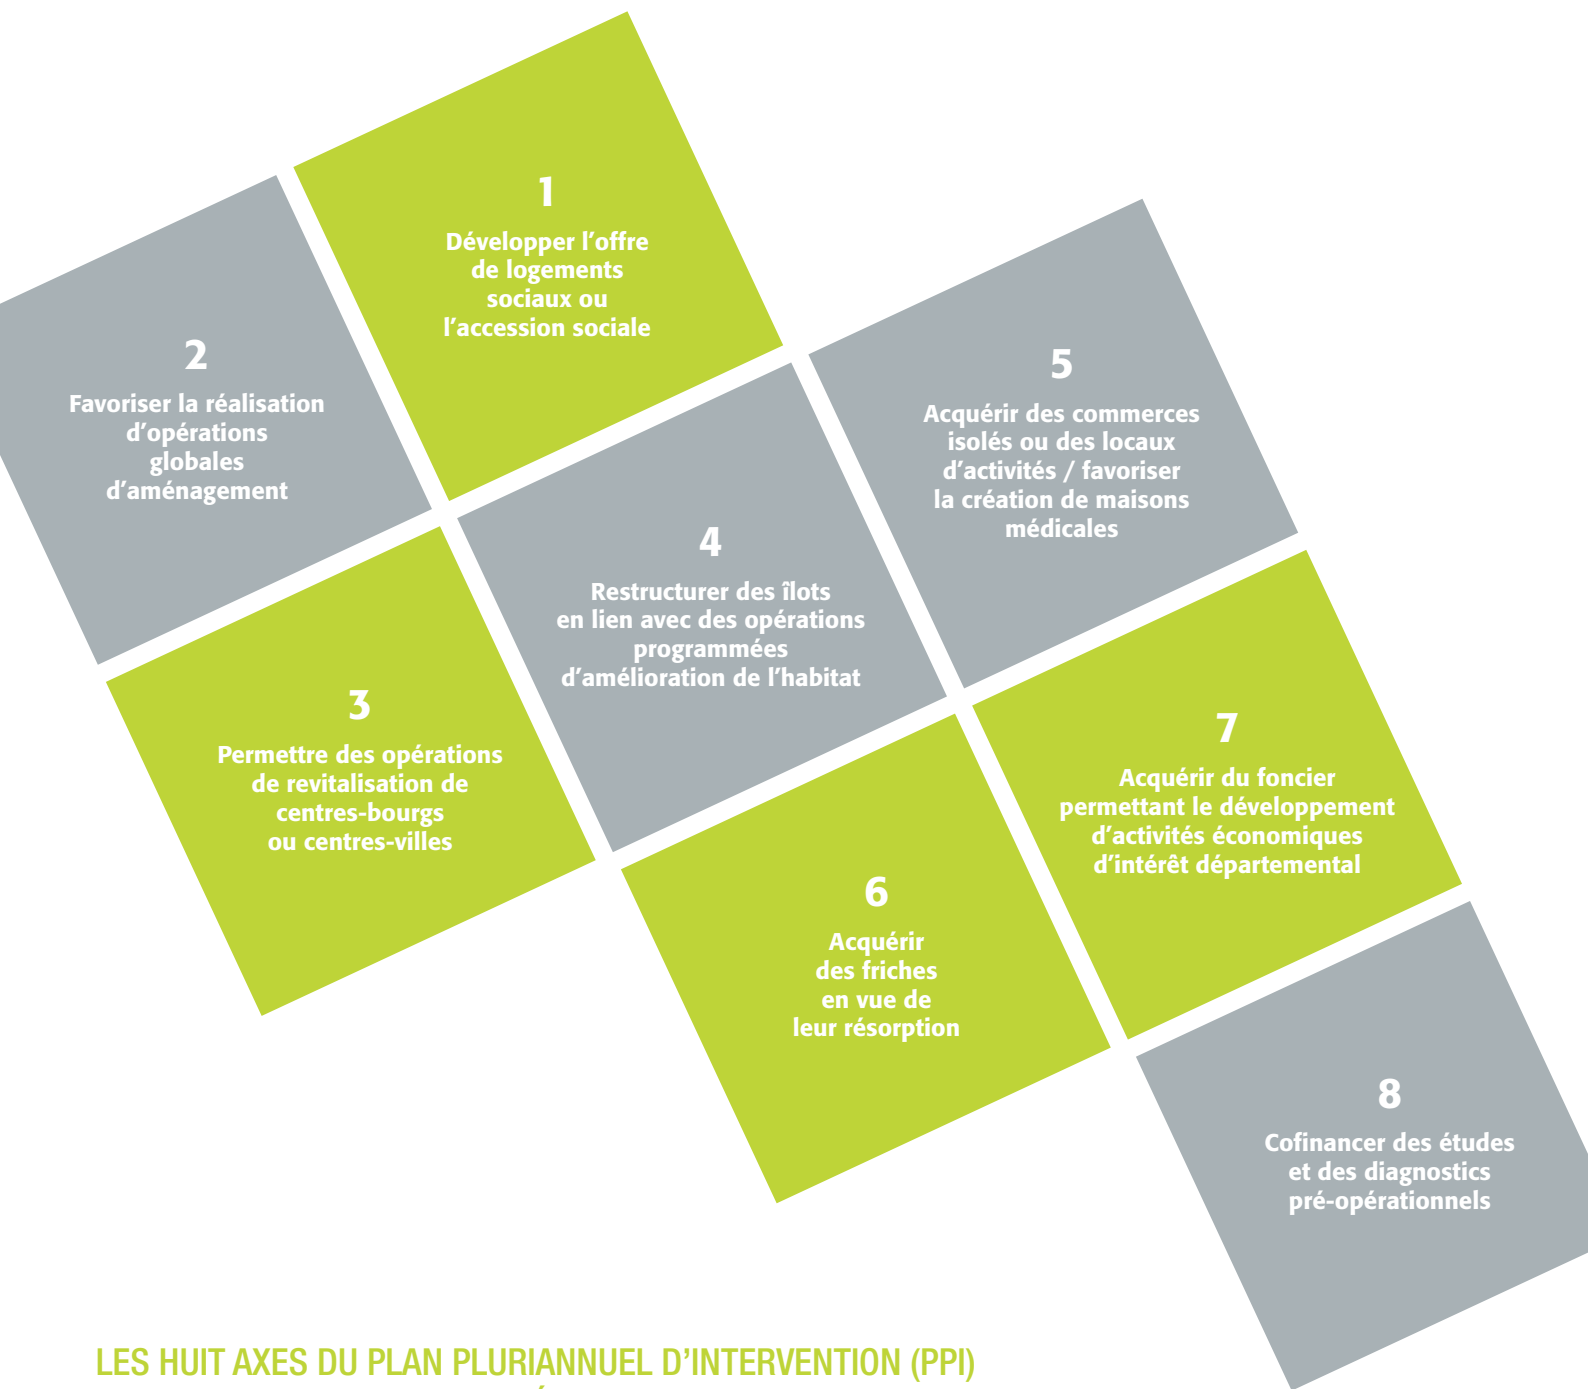 1
Développer l’offre
de logements
sociaux ou
l’accession sociale
2
Favoriser la réalisation
d’opérations
globales
d’aménagement
3
Permettre des opérations
de revitalisation de
centres-bourgs
ou centres-villes
4
Restructurer des îlots
en lien avec des opérations
programmées
d’amélioration de l’habitat
5
Acquérir des commerces
isolés ou des locaux
d’activités / favoriser
la création de maisons
médicales
6
Acquérir
des friches
en vue de
leur résorption
7
Acquérir du foncier
permettant le développement
d’activités économiques
d’intérêt départemental
8
Cofinancer des études
et des diagnostics
pré-opérationnels
LES HUIT AXES DU PLAN PLURIANNUEL D’INTERVENTION (PPI)